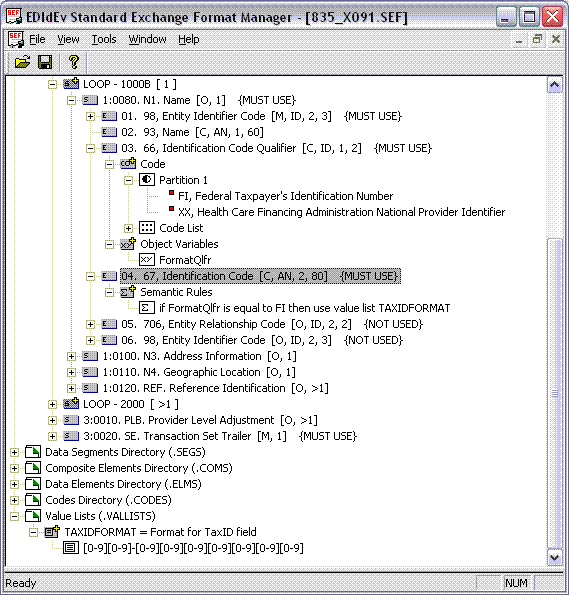 SEF EDIdEv Standard Exchange Format Manager - [835_X091.SEF]
SEF File View Tools Window Help
LOOP - 1000B [ 1 ]
1:0080. N1. Name [O, 1] {MUST USE}
01. 98, Entity Identifier Code [M, ID, 2, 3] {MUST USE}
02. 93, Name [C, AN, 1, 60]
03. 66, Identification Code Qualifier [C, ID, 1, 2] {MUST USE}
Code
Partition 1
FI, Federal Taxpayer's Identification Number
XX, Health Care Financing Administration National Provider Identifier
Code List
Object Variables
FormatQlfr
04. 67, Identification Code [C, AN, 2, 80] {MUST USE}
Semantic Rules
if FormatQlfr is equal to FI then use value list TAXIDFORMAT
05. 706, Entity Relationship Code [O, ID, 2, 2] {NOT USED}
06. 98, Entity Identifier Code [O, ID, 2, 3] {NOT USED}
1:0100. N3. Address Information [O, 1]
1:0110. N4. Geographic Location [O, 1]
1:0120. REF. Reference Identification [O, >1]
LOOP - 2000 [ >1 ]
3:0010. PLB. Provider Level Adjustment [O, >1]
3:0020. SE. Transaction Set Trailer [M, 1] {MUST USE}
Data Segments Directory (.SEGS)
Composite Elements Directory (.COMS)
Data Elements Directory (.ELMS)
Codes Directory (.CODES)
Value Lists (.VALLISTS)
TAXIDFORMAT = Format for TaxID field
[0-9][0-9]-[0-9][0-9][0-9][0-9][0-9][0-9][0-9]
Ready NUM